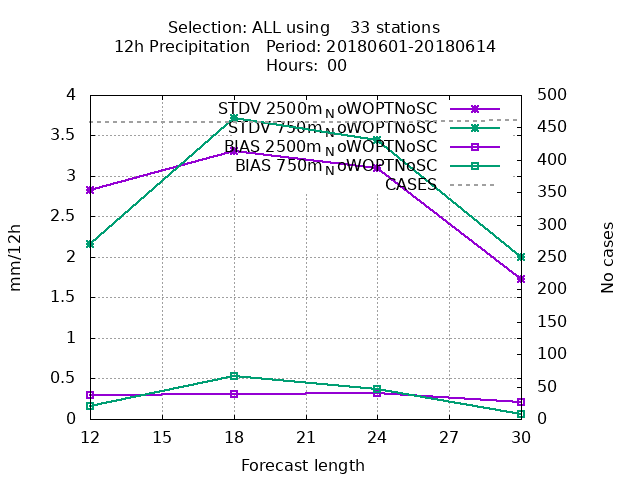 Selection: ALL using 33 stations
12h Precipitation Period: 20180601-20180614
Hours: 00
STDV 2500m_NoWOPTNoSC
STDV 750m_NoWOPTNoSC
BIAS 2500m_NoWOPTNoSC
BIAS 750m_NoWOPTNoSC
CASES
4
3.5
3
2.5
2
1.5
1
0.5
0
500
450
400
350
300
250
200
150
100
50
0
mm/12h
No cases
12 15 18 21 24 27 30
Forecast length